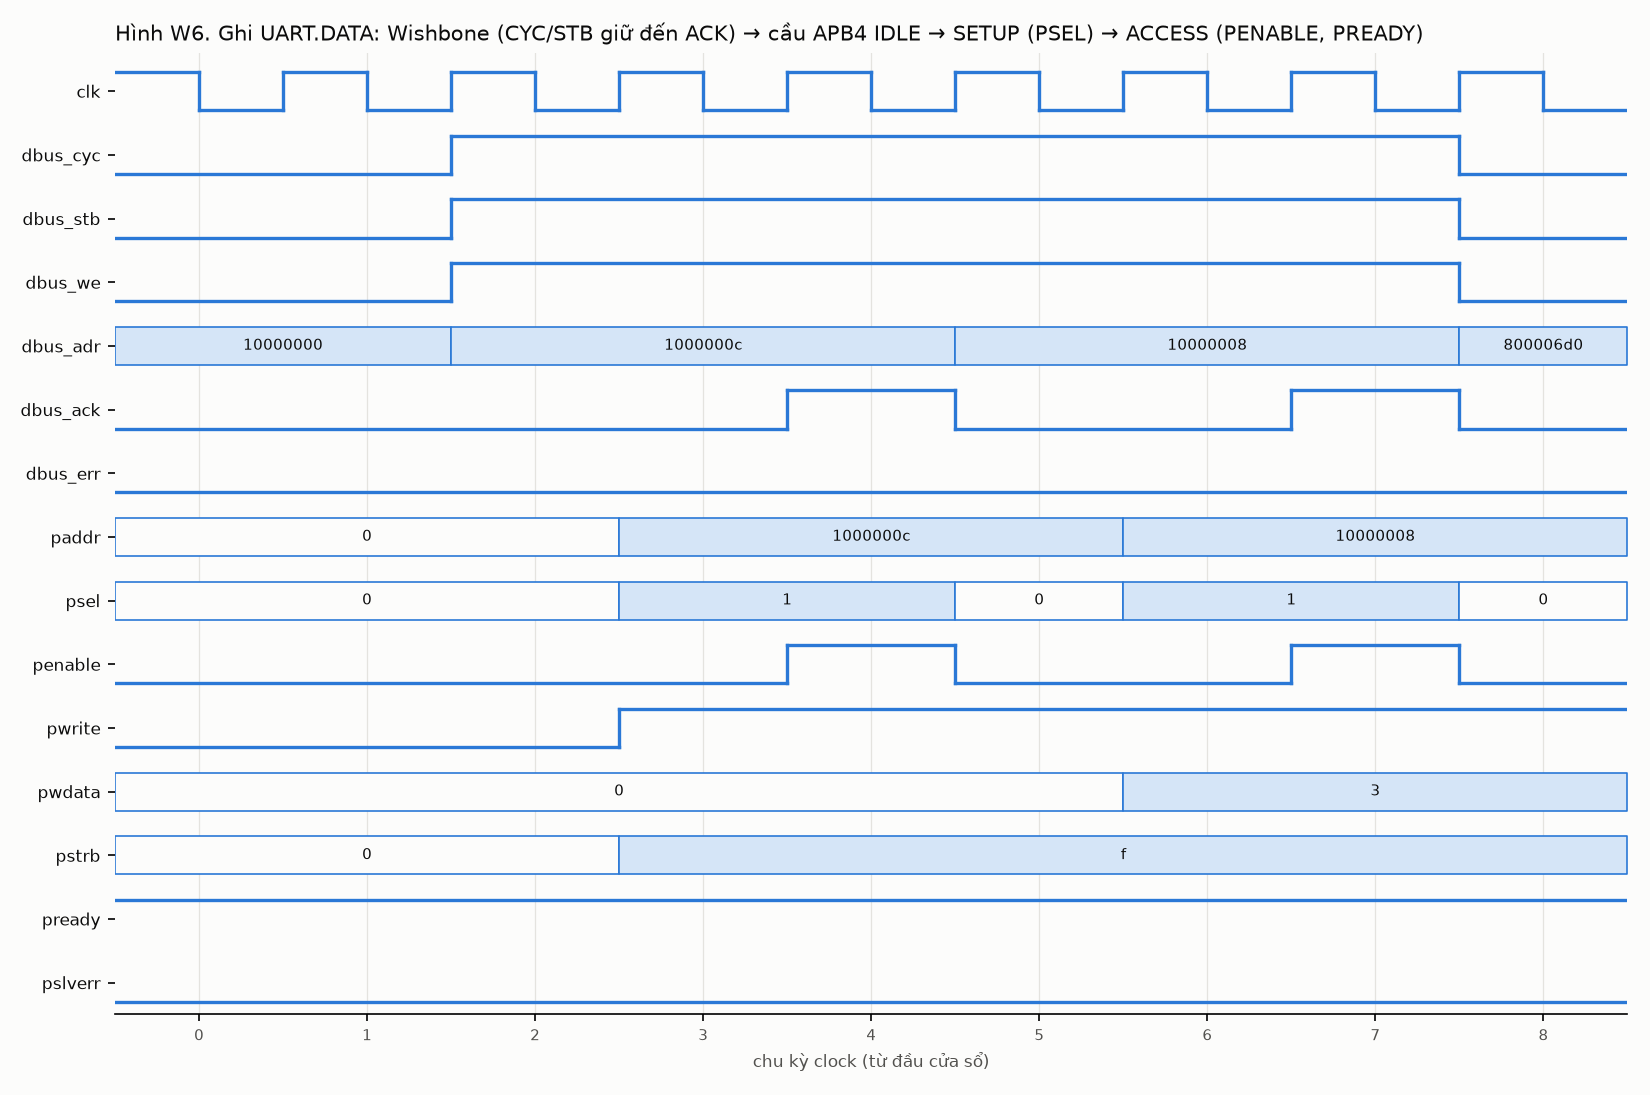 Hình W6. Ghi UART.DATA: Wishbone (CYC/STB giữ đến ACK) → cầu APB4 IDLE → SETUP (PSEL) → ACCESS (PENABLE, PREADY)
clk
dbus_cyc
dbus_stb
dbus_we
dbus_adr 10000000 1000000c 10000008 800006d0
dbus_ack
dbus_err
paddr 0 1000000c 10000008
psel 0 1 0 1 0
penable
pwrite
pwdata 0 3
pstrb 0 f
pready
pslverr
0 1 2 3 4 5 6 7 8
chu kỳ clock (từ đầu cửa sổ)